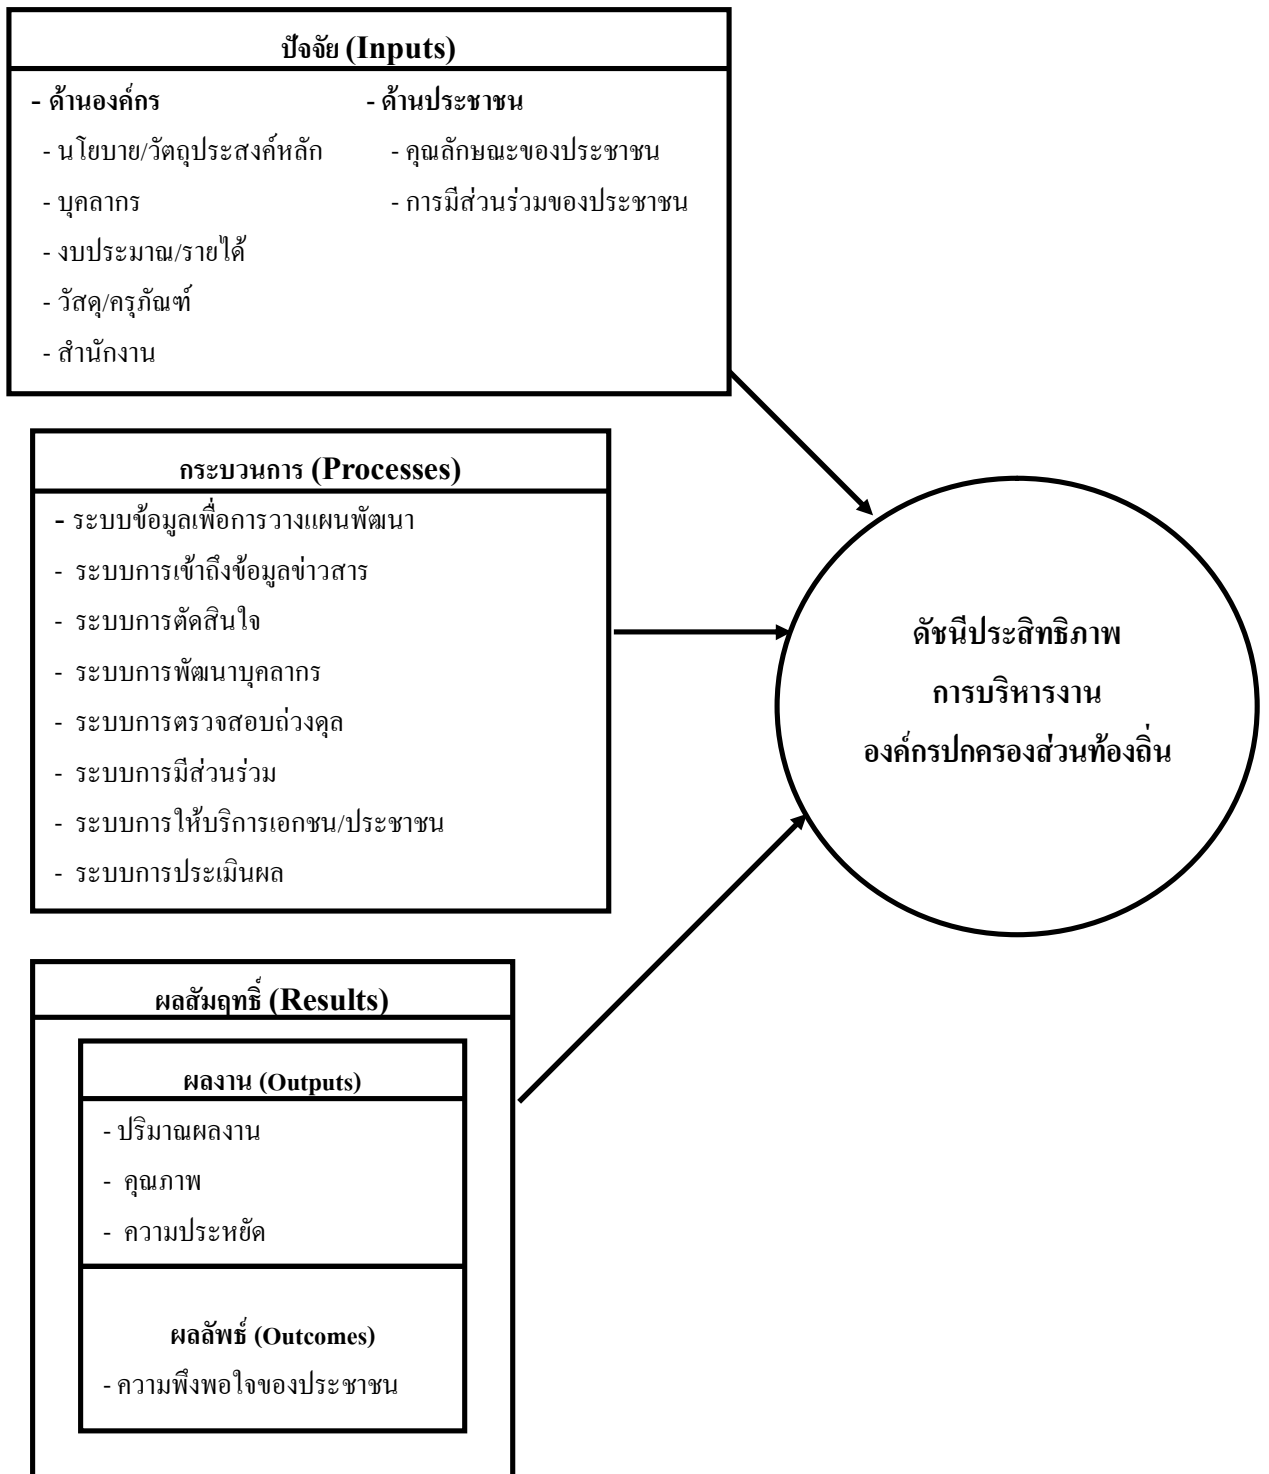 ปัจจัย (Inputs)
- ด้านองค์กร
- นโยบาย/วัตถุประสงค์หลัก
- บุคลากร
- งบประมาณ/รายได้
- วัสดุ/ครุภัณฑ์
- สำนักงาน
- ด้านประชาชน
- คุณลักษณะของประชาชน
- การมีส่วนร่วมของประชาชน
กระบวนการ (Processes)
- ระบบข้อมูลเพื่อการวางแผนพัฒนา
- ระบบการเข้าถึงข้อมูลข่าวสาร
- ระบบการตัดสินใจ
- ระบบการพัฒนาบุคลากร
- ระบบการตรวจสอบถ่วงดุล
- ระบบการมีส่วนร่วม
- ระบบการให้บริการเอกชน/ประชาชน
- ระบบการประเมินผล
ผลสัมฤทธิ์ (Results)
ผลงาน (Outputs)
- ปริมาณผลงาน
- คุณภาพ
- ความประหยัด
ผลลัพธ์ (Outcomes)
- ความพึงพอใจของประชาชน
ดัชนีประสิทธิภาพ
การบริหารงาน
องค์กรปกครองส่วนท้องถิ่น